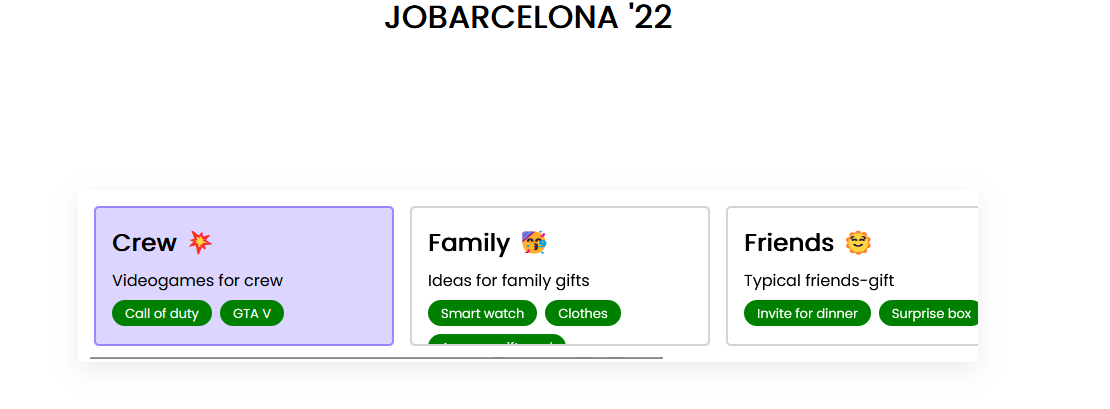 JOBARCELONA '22
Crew 💥
Videogames for crew
Call of duty
GTA V
Family 🥳
Ideas for family gifts
Smart watch
Clothes
Friends 🌞
Typical friends-gift
Invite for dinner
Surprise box